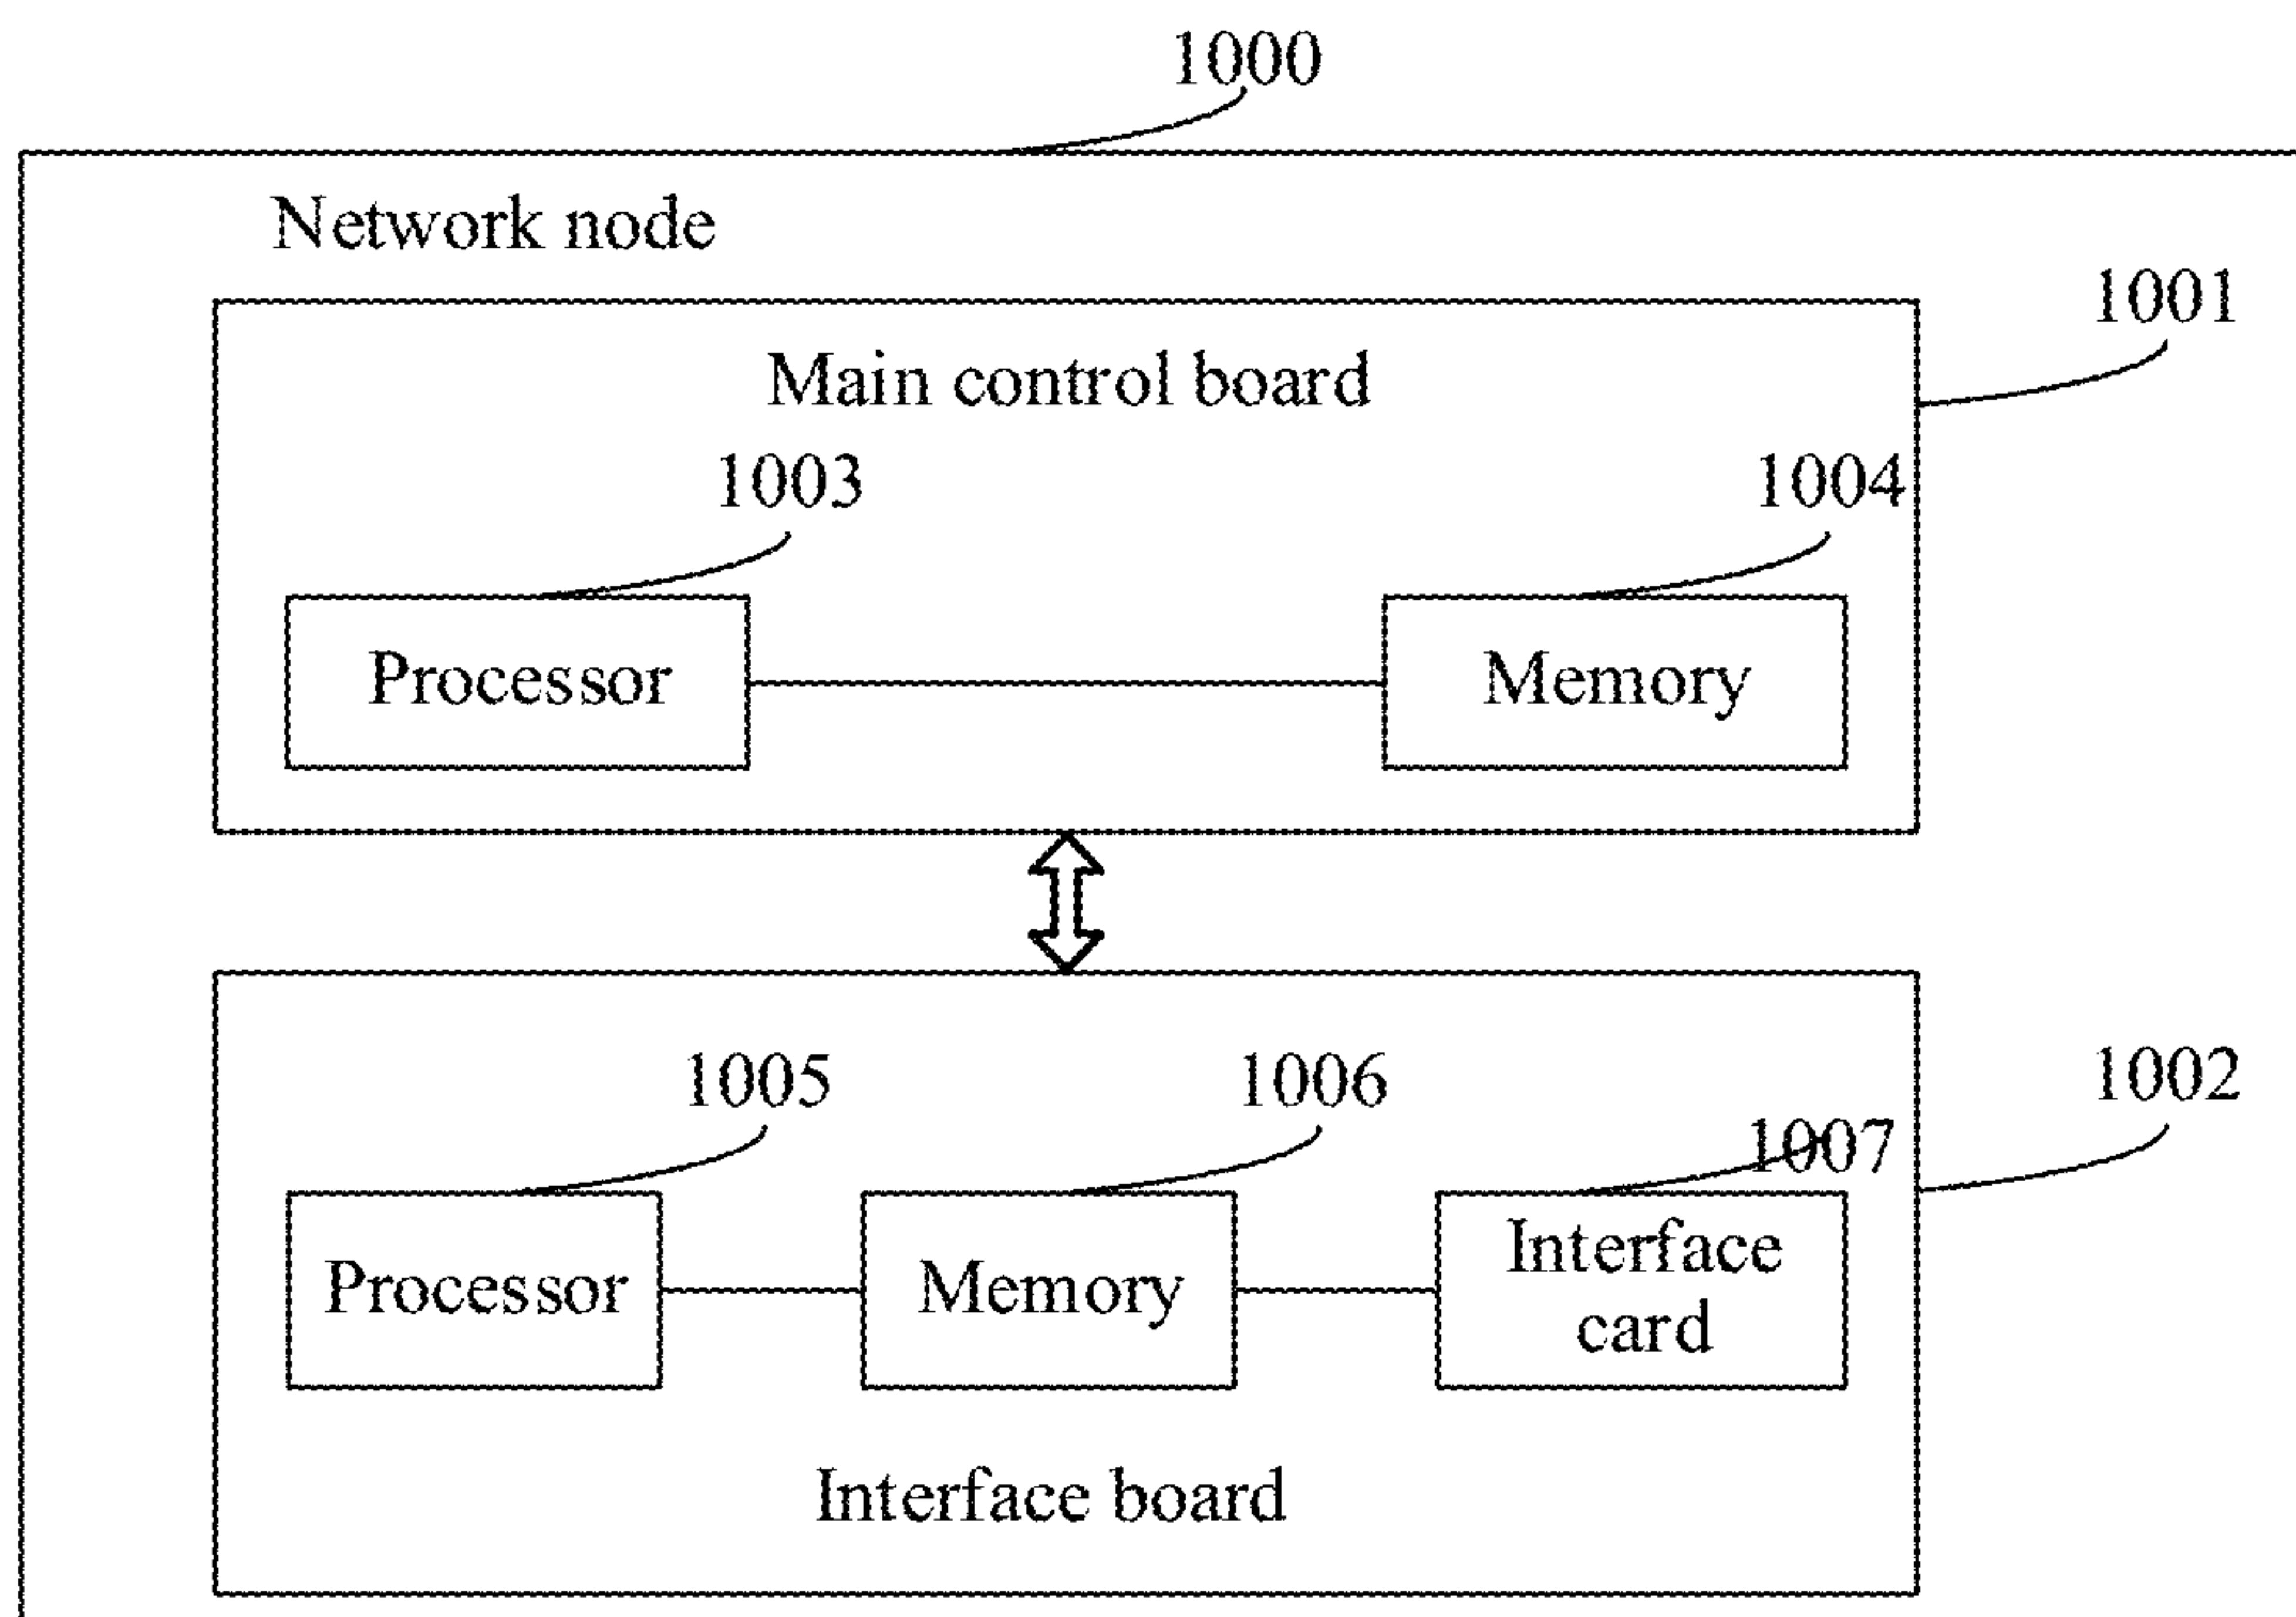 1000
Network node
1001
Main control board
1003
1004
Processor
Memory
1005
1006
1002
1007
Processor
Memory
Interface
card
Interface board